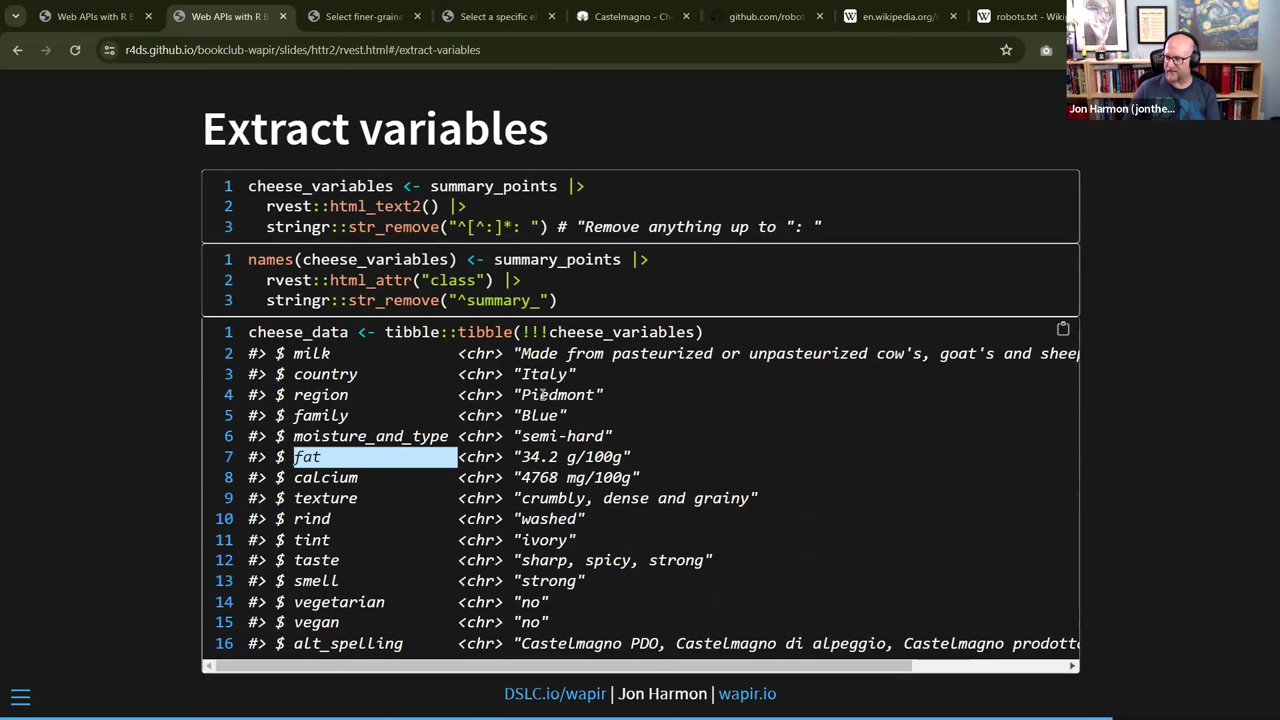 Web APIs with R B
Web APIs with R B
Select finer-graine
Select a specific el
Castelmagno - Che
github.com/robot
en.wikipedia.org/r
robots.txt - Wikip
r4ds.github.io/bookclub-wapir/slides/httr2/rvest.html#/extract-variables
Jon Harmon (jonthe...
Extract variables
1 cheese_variables <- summary_points |>
2 rvest::html_text2() |>
3 stringr::str_remove("^[^:]*: ") # "Remove anything up to ": "
1 names(cheese_variables) <- summary_points |>
2 rvest::html_attr("class") |>
3 stringr::str_remove("^summary_")
1 cheese_data <- tibble::tibble(!!!cheese_variables)
2 #> $ milk <chr> "Made from pasteurized or unpasteurized cow's, goat's and sheep
3 #> $ country <chr> "Italy"
4 #> $ region <chr> "Piedmont"
5 #> $ family <chr> "Blue"
6 #> $ moisture_and_type <chr> "semi-hard"
7 #> $ fat <chr> "34.2 g/100g"
8 #> $ calcium <chr> "4768 mg/100g"
9 #> $ texture <chr> "crumbly, dense and grainy"
10 #> $ rind <chr> "washed"
11 #> $ tint <chr> "ivory"
12 #> $ taste <chr> "sharp, spicy, strong"
13 #> $ smell <chr> "strong"
14 #> $ vegetarian <chr> "no"
15 #> $ vegan <chr> "no"
16 #> $ alt_spelling <chr> "Castelmagno PDO, Castelmagno di alpeggio, Castelmagno prodotto
DSLC.io/wapir | Jon Harmon | wapir.io